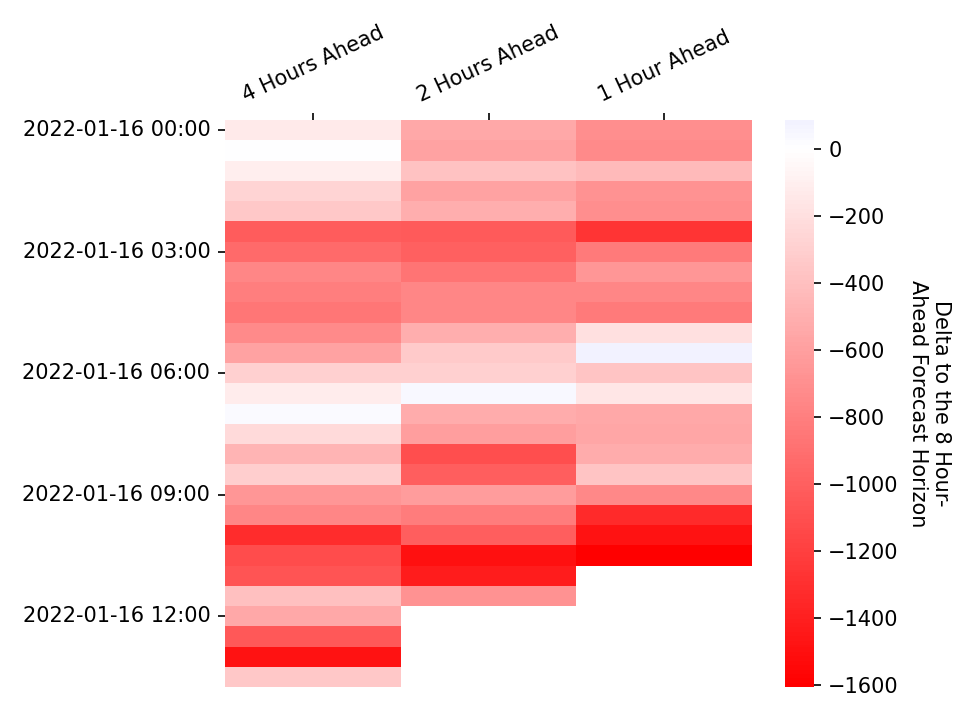 4 Hours Ahead
2 Hours Ahead
1 Hour Ahead
2022-01-16 00:00
2022-01-16 03:00
2022-01-16 06:00
2022-01-16 09:00
2022-01-16 12:00
0
−200
−400
−600
−800
−1000
−1200
−1400
−1600
Delta to the 8 Hour-
Ahead Forecast Horizon